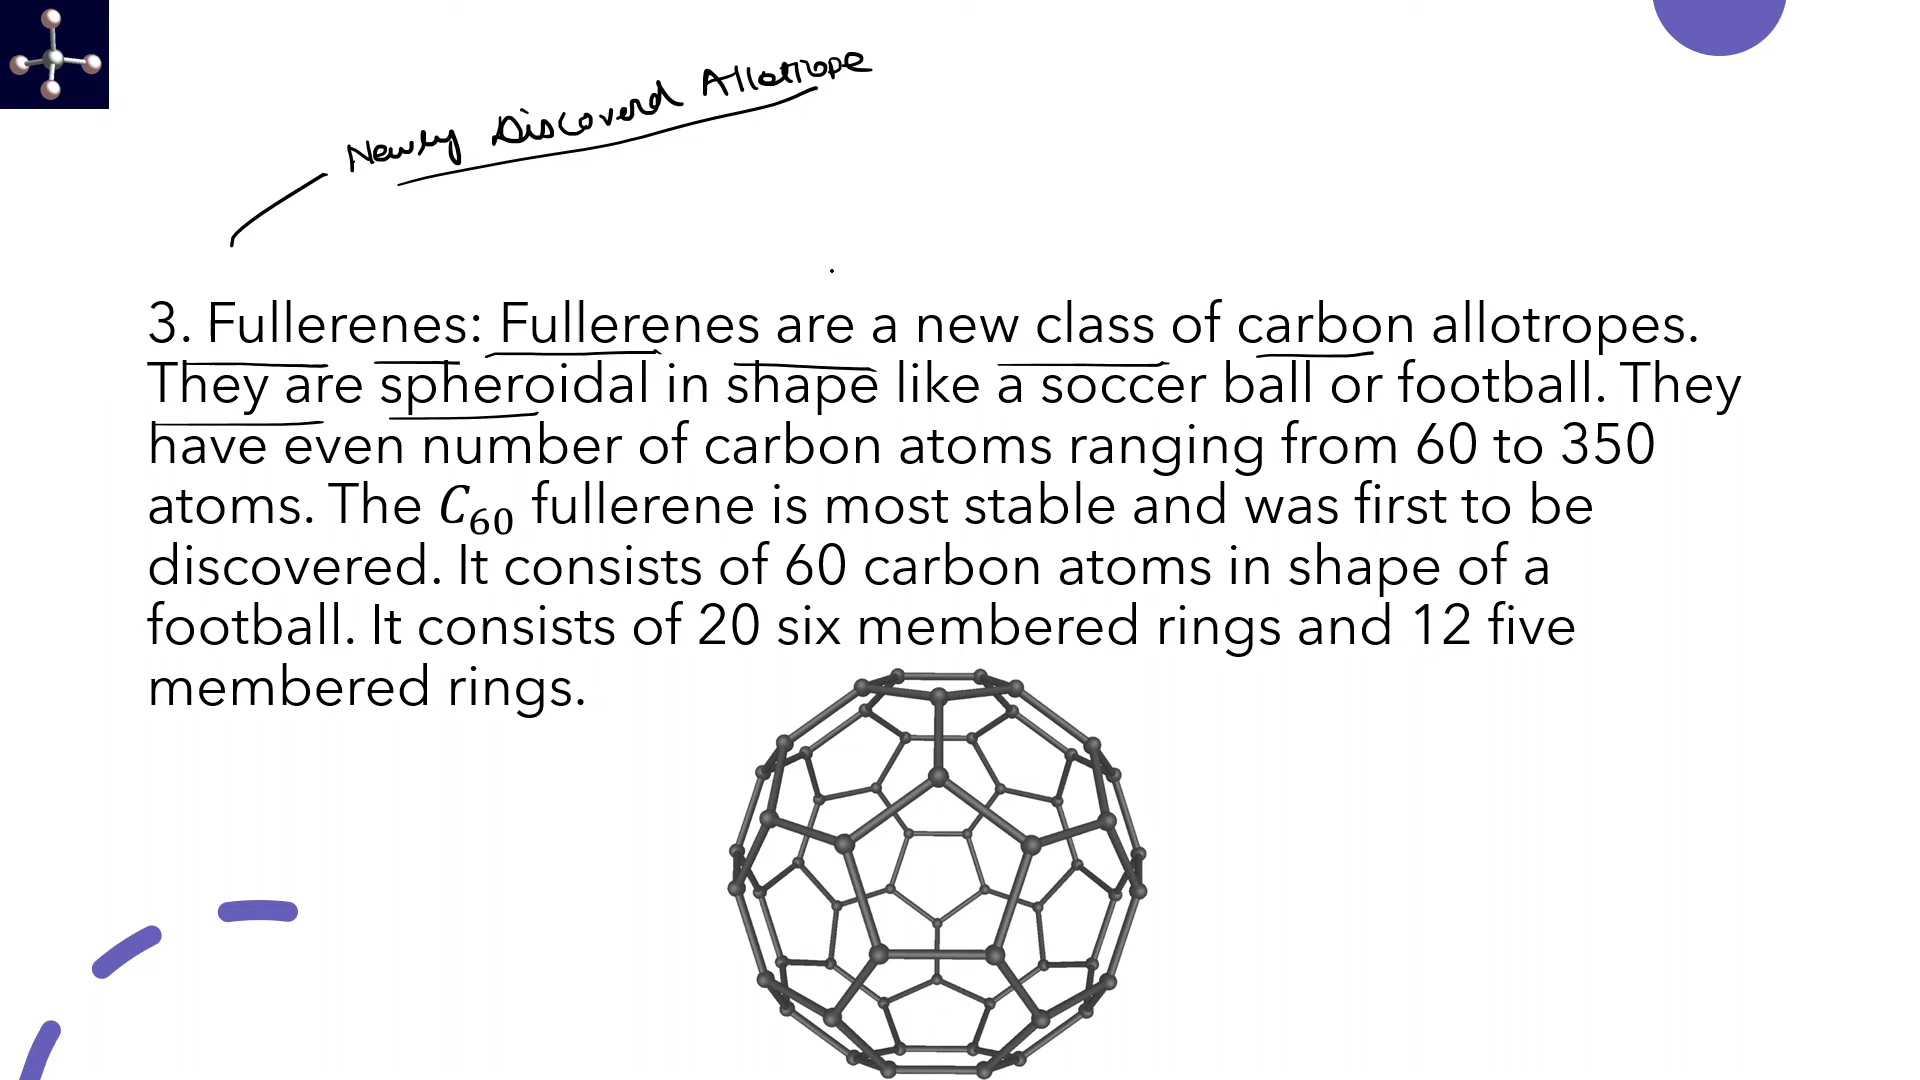 Newly Discoverd Allotrope
3. Fullerenes: Fullerenes are a new class of carbon allotropes.
They are spheroidal in shape like a soccer ball or football. They
have even number of carbon atoms ranging from 60 to 350
atoms. The C₆₀ fullerene is most stable and was first to be
discovered. It consists of 60 carbon atoms in shape of a
football. It consists of 20 six membered rings and 12 five
membered rings.